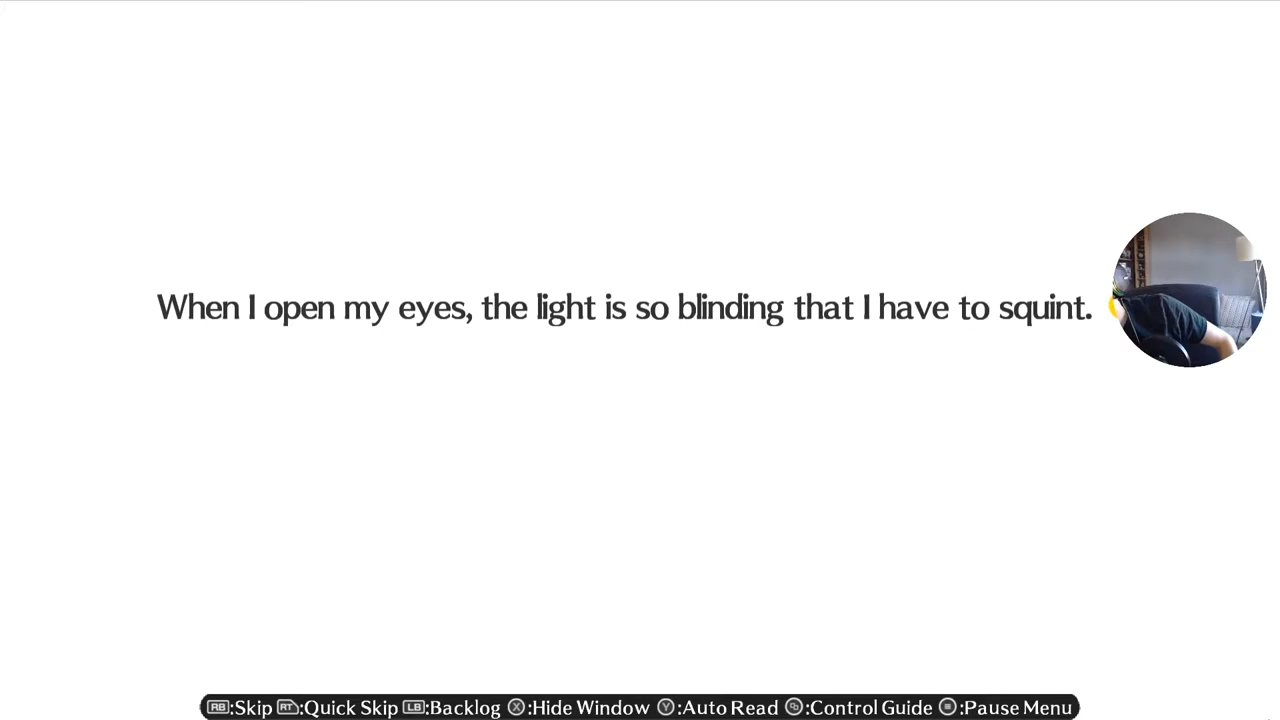 When I open my eyes, the light is so blinding that I have to squint.
RB:Skip RT:Quick Skip LB:Backlog X:Hide Window Y:Auto Read :Control Guide :Pause Menu